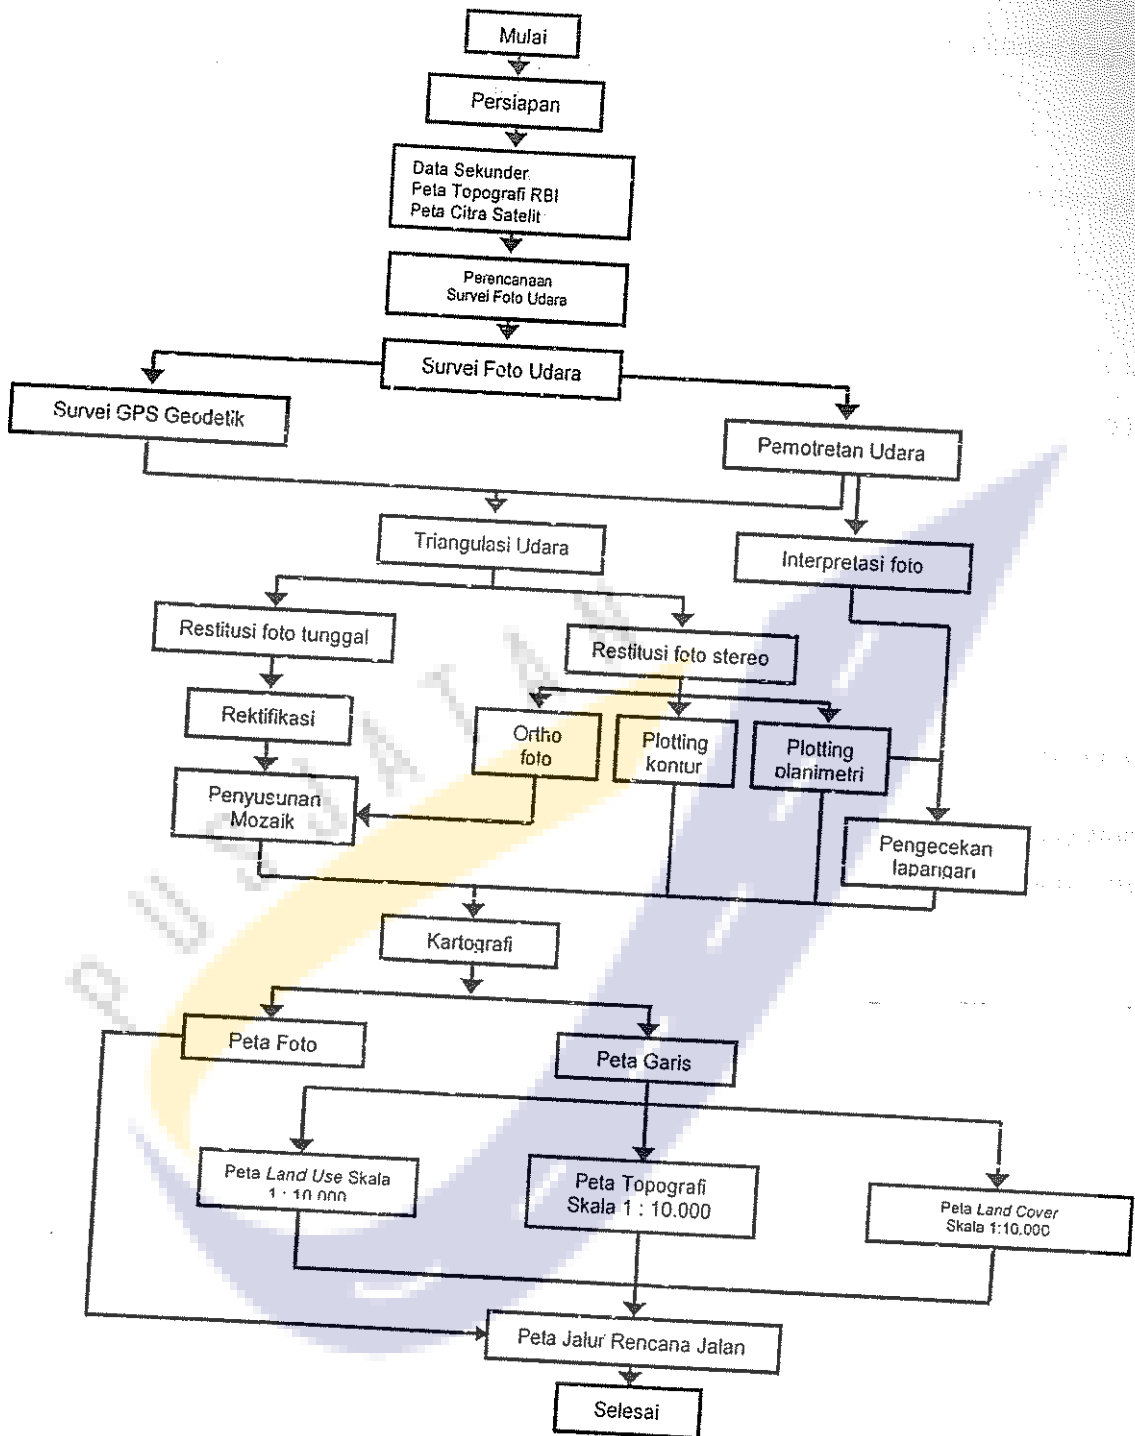 Mulai
Persiapan
Data Sekunder
Peta Topografi RBI
Peta Citra Satelit
Perencanaan
Survei Foto Udara
Survei Foto Udara
Survei GPS Geodetik
Pemotretan Udara
Triangulasi Udara
Interpretasi foto
Restitusi foto tunggal
Restitusi foto stereo
Rektifikasi
Ortho
foto
Plotting
kontur
Plotting
planimetri
Penyusunan
Mozaik
Pengecekan
lapangan
Kartografi
Peta Foto
Peta Garis
Peta Land Use Skala
1 : 10.000
Peta Topografi
Skala 1 : 10.000
Peta Land Cover
Skala 1:10.000
Peta Jalur Rencana Jalan
Selesai
PUSJATAN